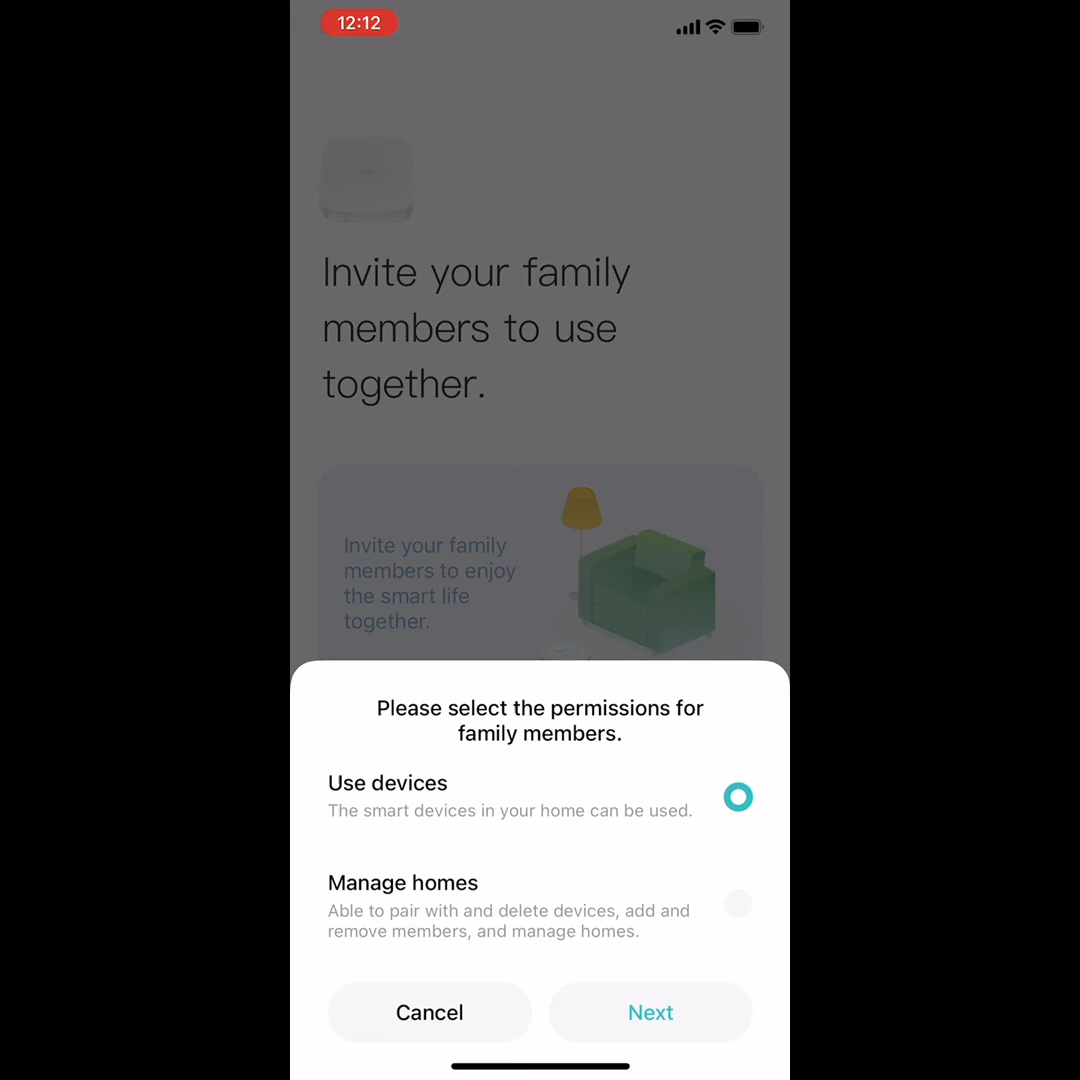 12:12
Invite your family
members to use
together.
Invite your family
members to enjoy
the smart life
together.
Please select the permissions for
family members.
Use devices
The smart devices in your home can be used.
Manage homes
Able to pair with and delete devices, add and
remove members, and manage homes.
Cancel
Next